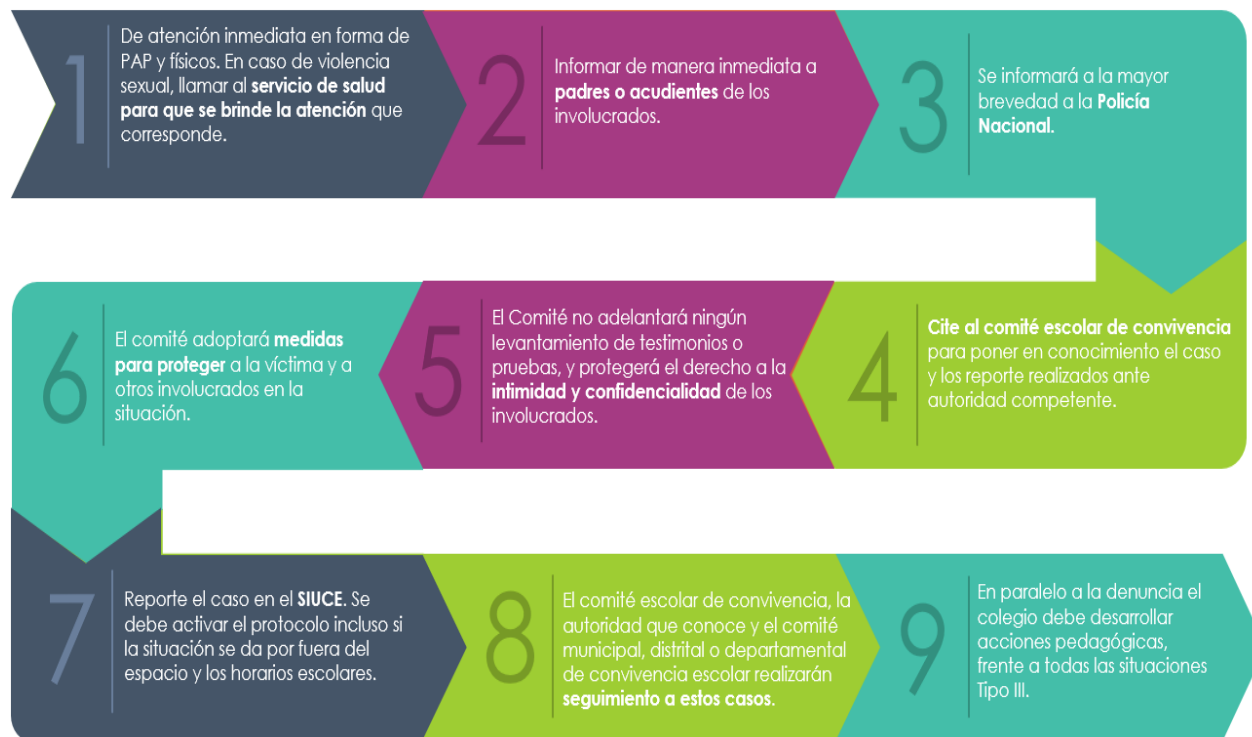 1
De atención inmediata en forma de
PAP y físicos. En caso de violencia
sexual, llamar al servicio de salud
para que se brinde la atención que
corresponde.
2
Informar de manera inmediata a
padres o acudientes de los
involucrados.
3
Se informará a la mayor
brevedad a la Policía
Nacional.
4
Cite al comité escolar de convivencia
para poner en conocimiento el caso
y los reporte realizados ante
autoridad competente.
5
El Comité no adelantará ningún
levantamiento de testimonios o
pruebas, y protegerá el derecho a la
intimidad y confidencialidad de los
involucrados.
6
El comité adoptará medidas
para proteger a la víctima y a
otros involucrados en la
situación.
7
Reporte el caso en el SIUCE. Se
debe activar el protocolo incluso si
la situación se da por fuera del
espacio y los horarios escolares.
8
El comité escolar de convivencia, la
autoridad que conoce y el comité
municipal, distrital o departamental
de convivencia escolar realizarán
seguimiento a estos casos.
9
En paralelo a la denuncia el
colegio debe desarrollar
acciones pedagógicas,
frente a todas las situaciones
Tipo III.